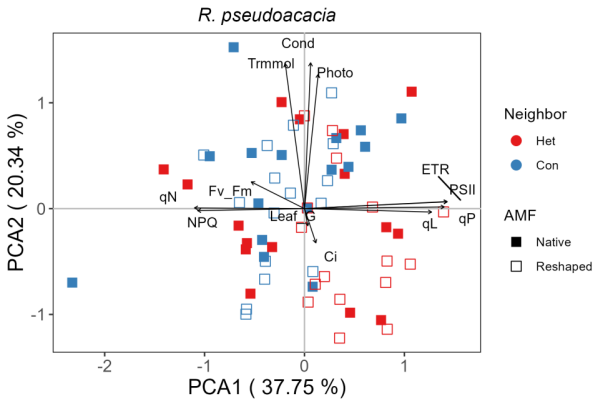 R. pseudoacacia
Cond
Trmmol
Photo
ETR
PSII
qN
Fv_Fm
NPQ
Leaf
G
qL
qP
Ci
1
0
-1
-2
-1
0
1
PCA2 ( 20.34 %)
PCA1 ( 37.75 %)
Neighbor
Het
Con
AMF
Native
Reshaped